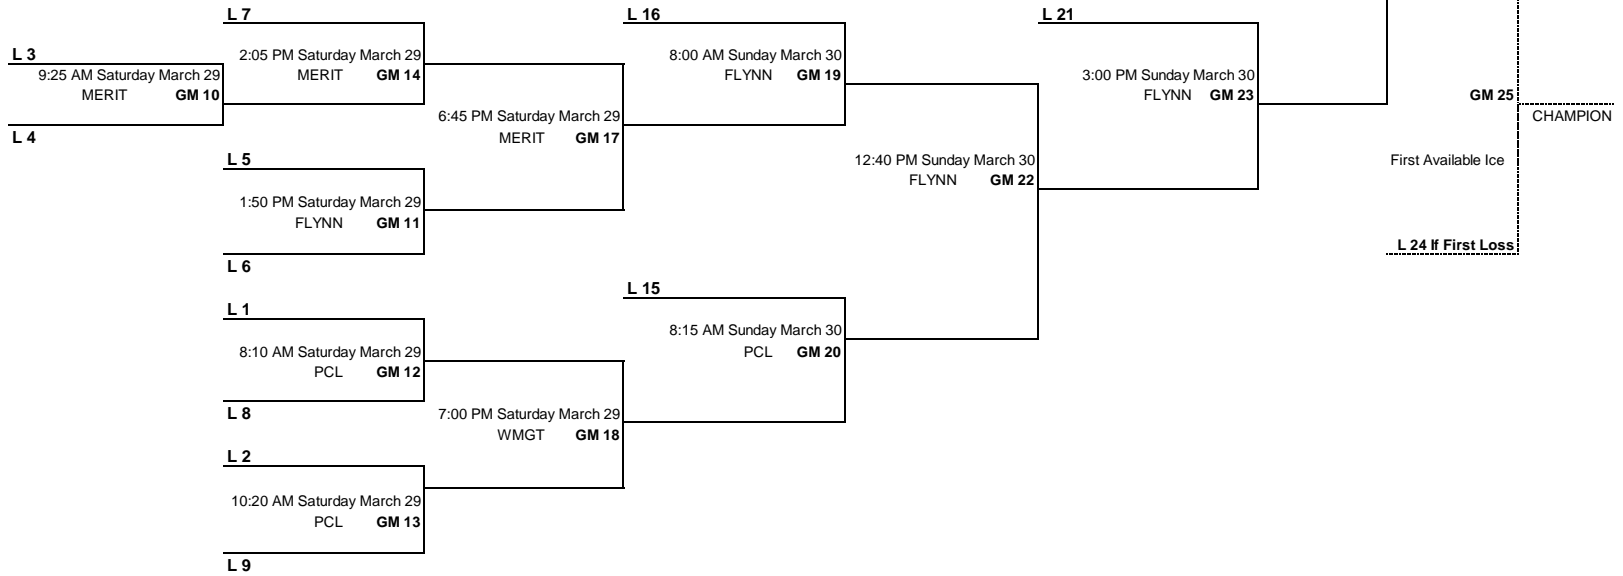 L 7
L 16
L 21
L 3
2:05 PM Saturday March 29
8:00 AM Sunday March 30
9:25 AM Saturday March 29
MERIT GM 14
FLYNN GM 19
3:00 PM Sunday March 30
MERIT GM 10
FLYNN GM 23
GM 25
6:45 PM Saturday March 29
CHAMPION
L 4
MERIT GM 17
L 5
12:40 PM Sunday March 30
First Available Ice
FLYNN GM 22
1:50 PM Saturday March 29
FLYNN GM 11
L 24 If First Loss
L 6
L 15
L 1
8:15 AM Sunday March 30
8:10 AM Saturday March 29
PCL GM 20
PCL GM 12
L 8
7:00 PM Saturday March 29
WMGT GM 18
L 2
10:20 AM Saturday March 29
PCL GM 13
L 9